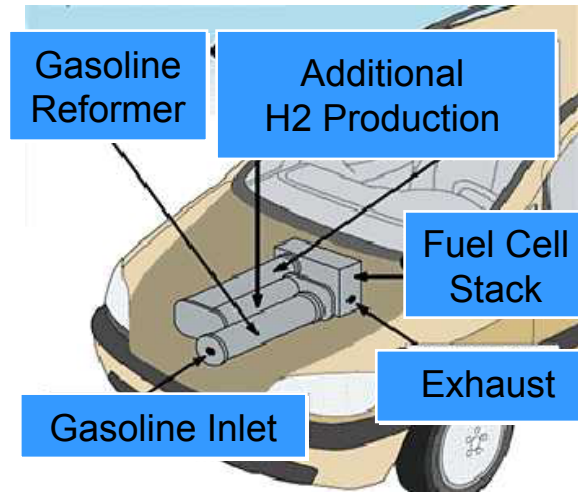 Gasoline
Reformer
Additional
H2 Production
Fuel Cell
Stack
Exhaust
Gasoline Inlet